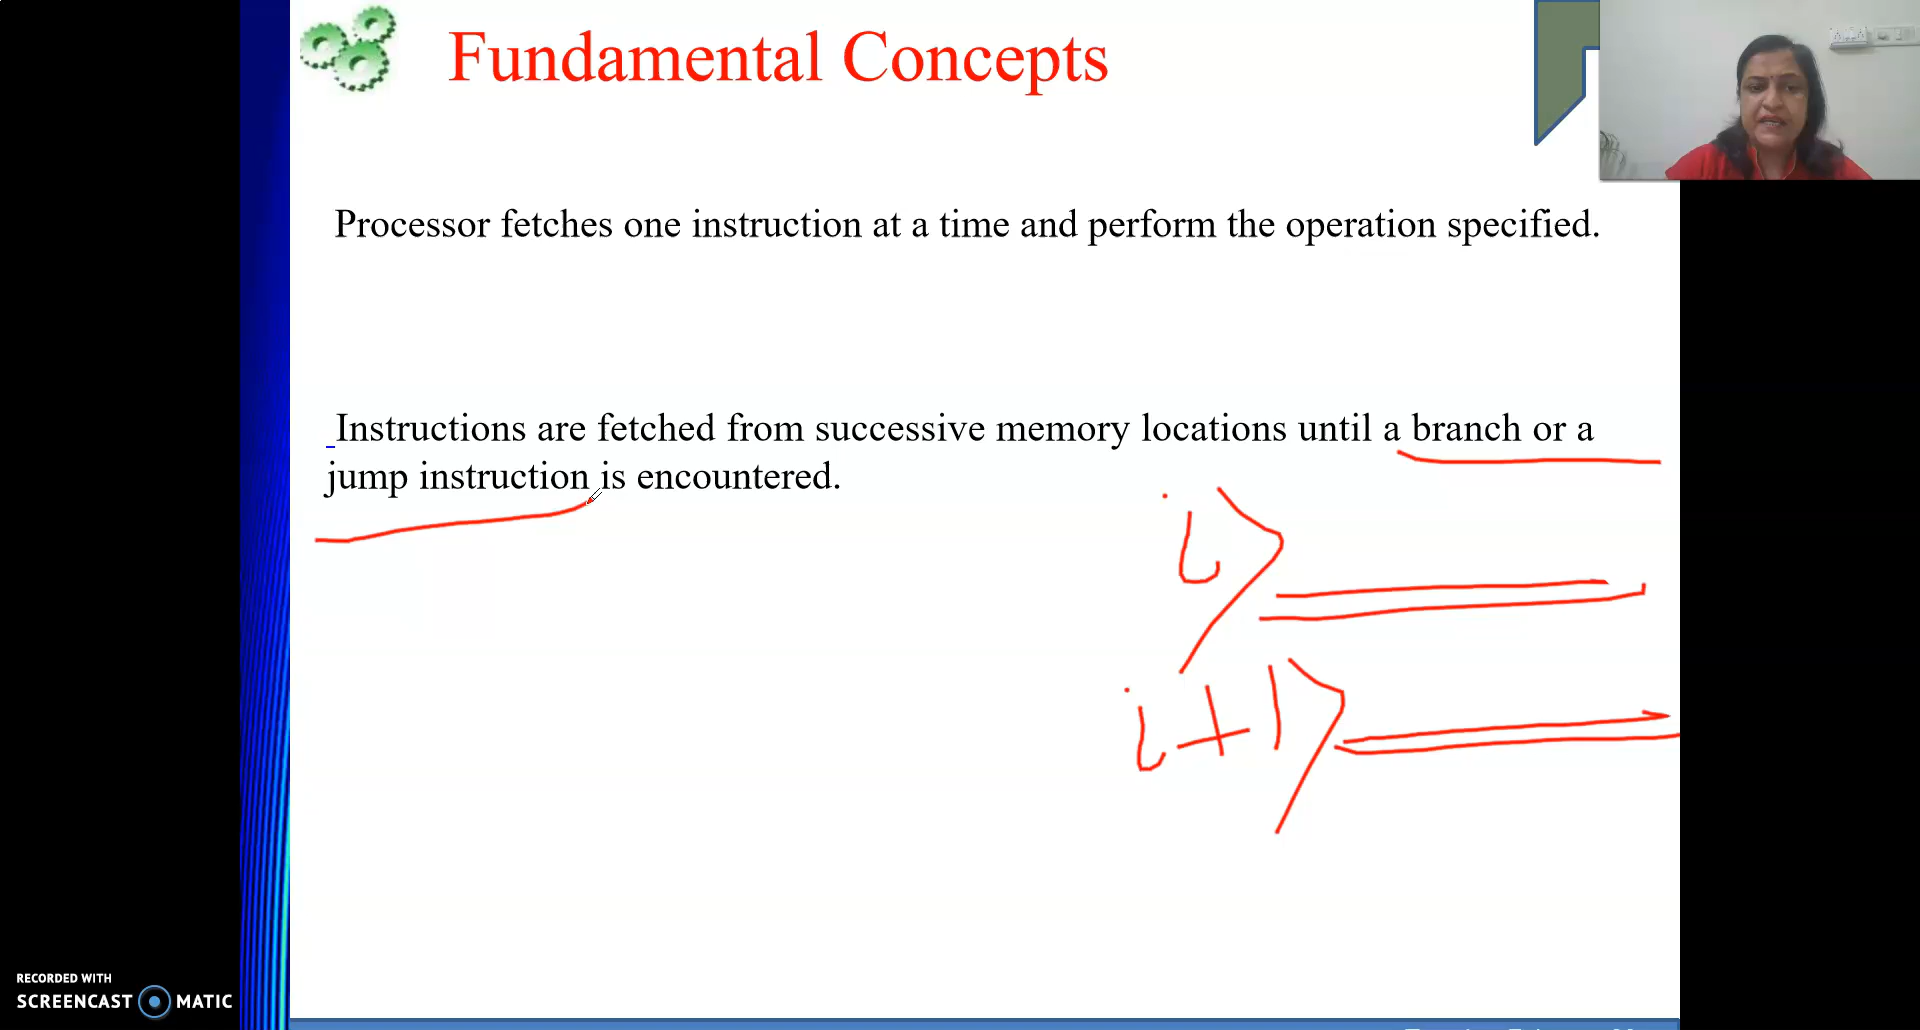 Fundamental Concepts
Processor fetches one instruction at a time and perform the operation specified.
Instructions are fetched from successive memory locations until a branch or a
jump instruction is encountered.
i
i+1
RECORDED WITH
SCREENCAST MATIC